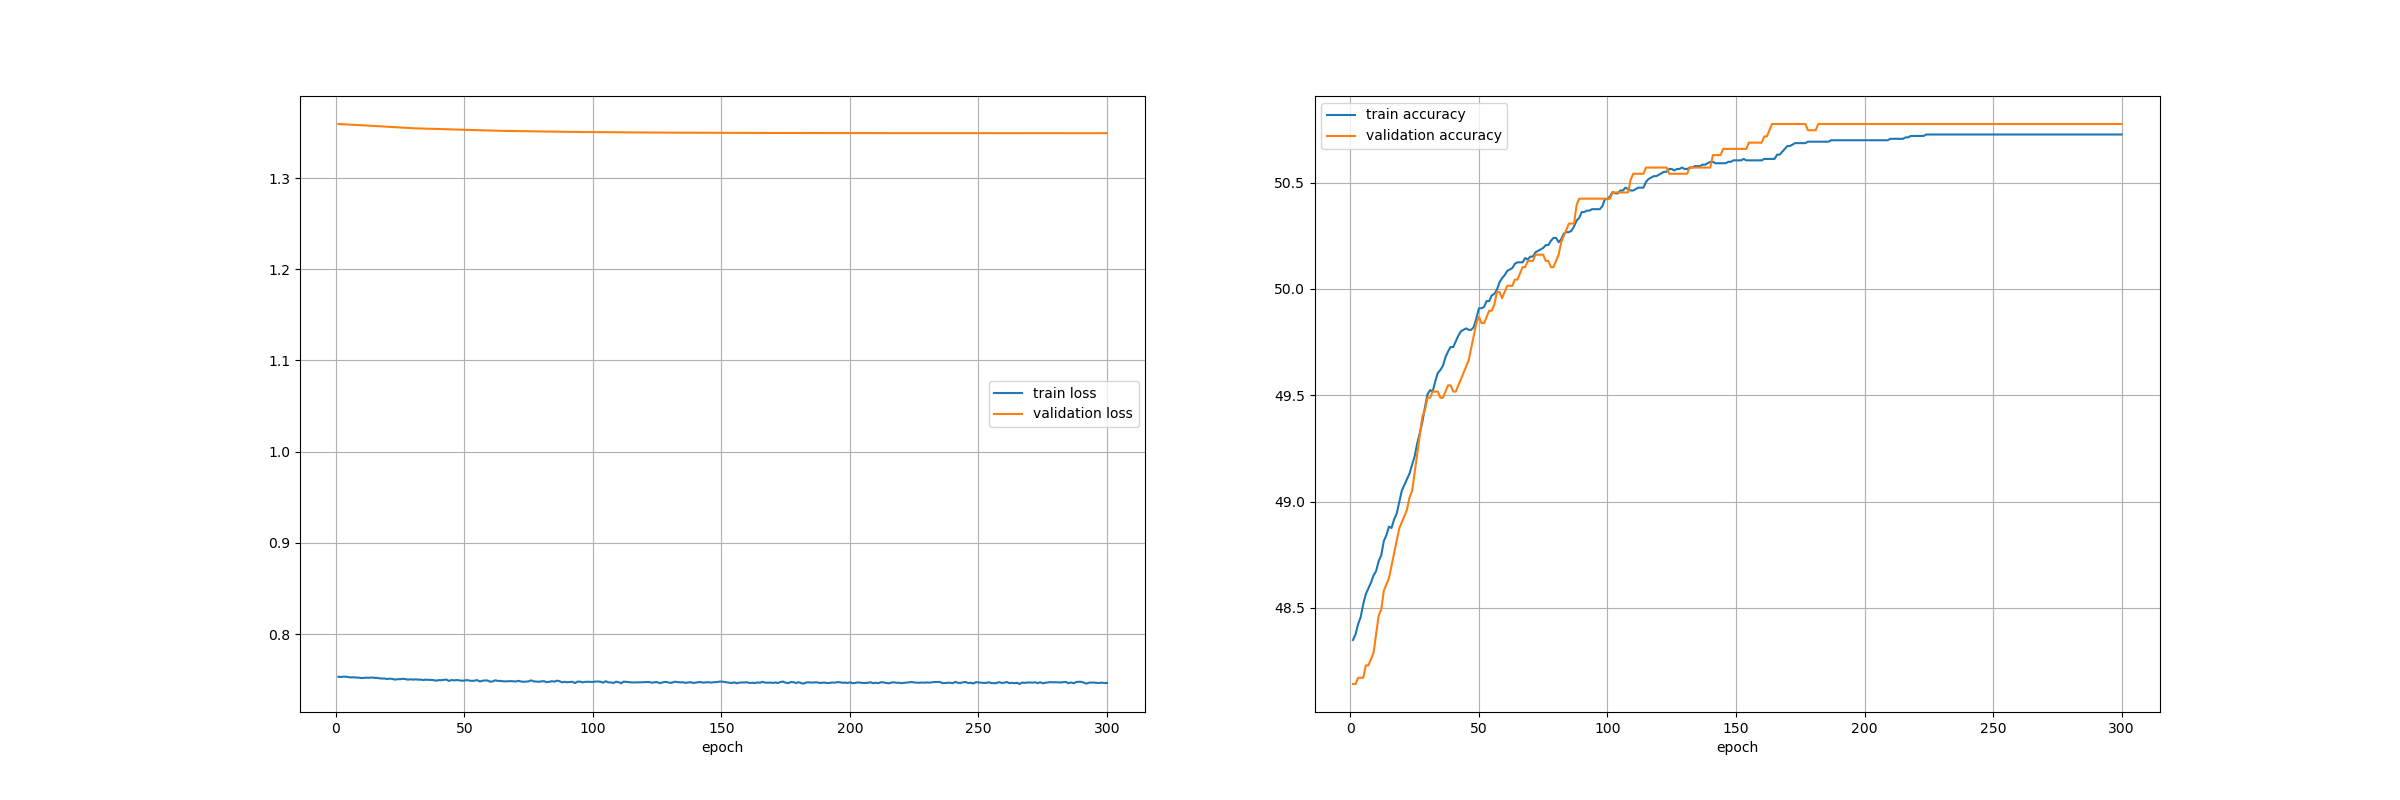 1.3
1.2
1.1
1.0
0.9
0.8
0 50 100 150 200 250 300
epoch
train loss
validation loss
50.5
50.0
49.5
49.0
48.5
0 50 100 150 200 250 300
epoch
train accuracy
validation accuracy